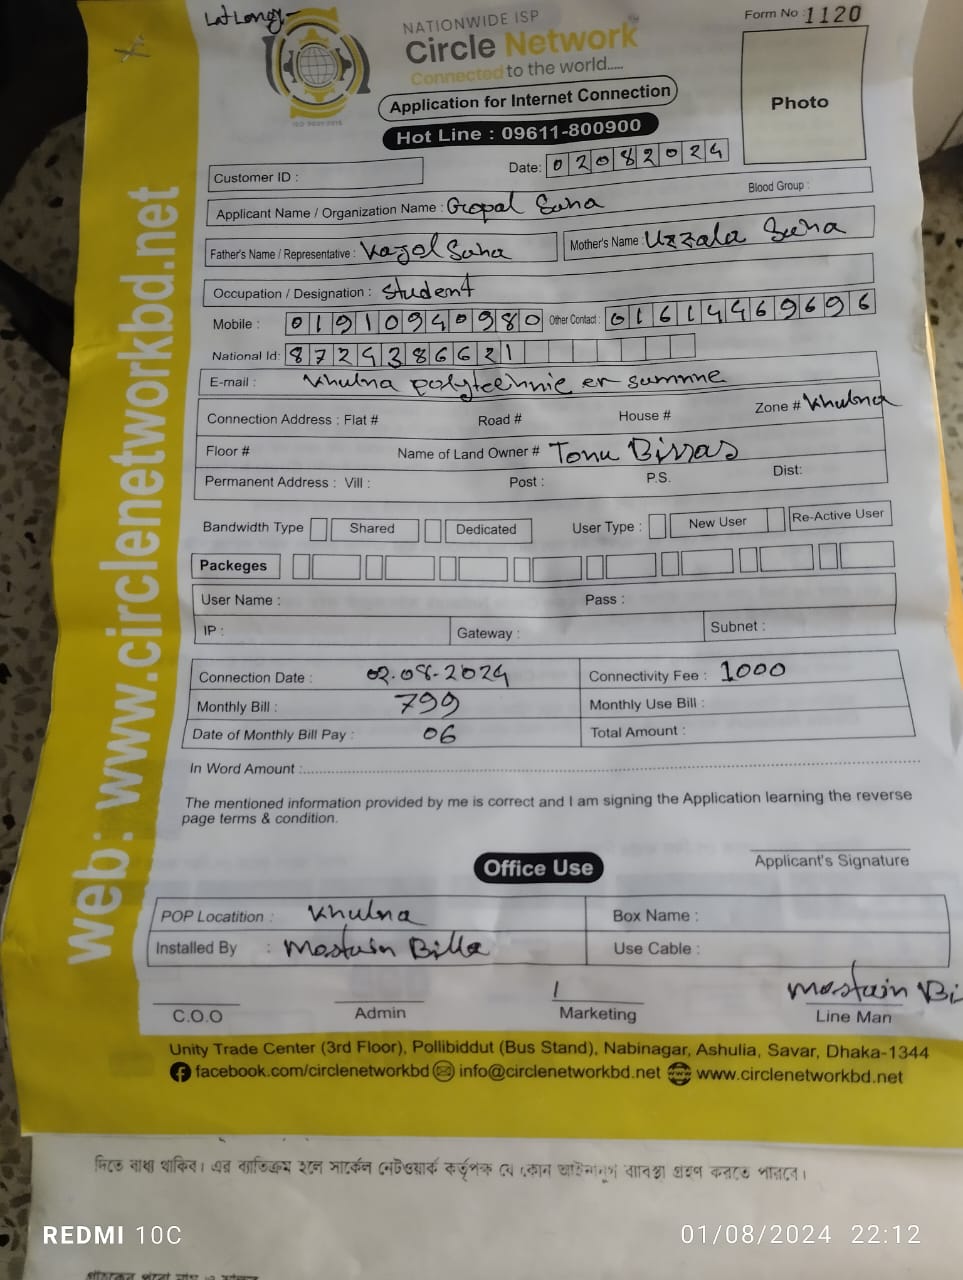 Lat Long-
NATIONWIDE ISP
Circle Network
Connected to the world.....
ISO 9001:2015
Form No : 1120
Photo
Application for Internet Connection
Hot Line : 09611-800900
Date: 02082024
Customer ID :
Blood Group :
Applicant Name / Organization Name : Gopal Saha
Father's Name / Representative : Kajol Saha Mother's Name : Uzzala Saha
Occupation / Designation : Student
Mobile : 01910940980 Other Contact : 01614469696
National Id: 8729386621
E-mail : Khulna polytechnic er samne
Connection Address : Flat # Road # House # Zone # Khulna
Floor # Name of Land Owner # Tonu
Permanent Address : Vill : Post : P.S. Dist:
Bandwidth Type Shared Dedicated User Type : New User Re-Active User
Packeges
User Name : Pass :
IP : Gateway : Subnet :
Connection Date : 02.08-2024 Connectivity Fee : 1000
Monthly Bill : 799 Monthly Use Bill :
Date of Monthly Bill Pay : 06 Total Amount :
In Word Amount :
The mentioned information provided by me is correct and I am signing the Application learning the reverse
page terms & condition.
Applicant's Signature
Office Use
POP Locatition : Khulna Box Name :
Installed By : Mostain Billa Use Cable :
Mostain Bi
C.O.O Admin Marketing Line Man
Unity Trade Center (3rd Floor), Pollibiddut (Bus Stand), Nabinagar, Ashulia, Savar, Dhaka-1344
facebook.com/circlenetworkbd info@circlenetworkbd.net www.circlenetworkbd.net
web: www.circlenetworkbd.net
দিতে বাধ্য থাকিব। এর ব্যতিক্রম হলে সার্কেল নেটওয়ার্ক কর্তৃপক্ষ যে কোন আইনানুগ ব্যবস্থা গ্রহণ করতে পারবে।
REDMI 10C
01/08/2024 22:12